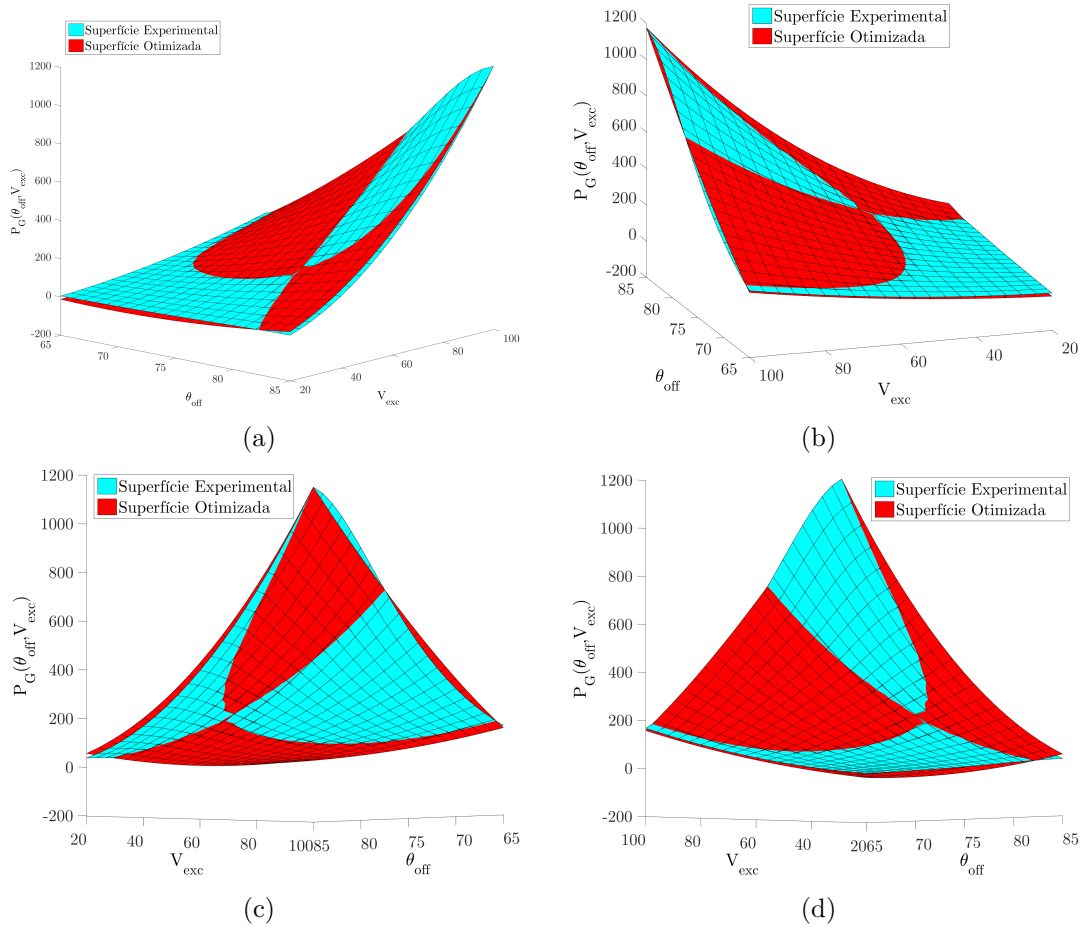 Superfície Experimental
Superfície Otimizada
1200
1000
800
600
400
200
0
-200
P_G(θ_off,V_exc)
65
70
75
80
85
θ_off
20
40
60
80
100
V_exc
(a)
Superfície Experimental
Superfície Otimizada
1200
1000
800
600
400
200
0
-200
P_G(θ_off,V_exc)
85
80
75
70
65
θ_off
100
80
60
40
20
V_exc
(b)
Superfície Experimental
Superfície Otimizada
1200
1000
800
600
400
200
0
-200
P_G(θ_off,V_exc)
20
40
60
80
10085
80
75
70
65
V_exc
θ_off
(c)
Superfície Experimental
Superfície Otimizada
1200
1000
800
600
400
200
0
-200
P_G(θ_off,V_exc)
100
80
60
40
2065
70
75
80
85
V_exc
θ_off
(d)